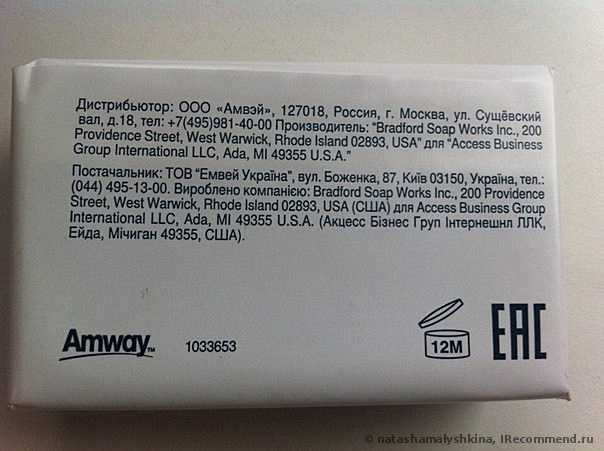 Дистрибьютор: ООО «Амвэй», 127018, Россия, г. Москва, ул. Сущёвский
вал, д.18, тел: +7(495)981-40-00 Производитель: "Bradford Soap Works Inc., 200
Providence Street, West Warwick, Rhode Island 02893, USA" для "Access Business
Group International LLC, Ada, MI 49355 U.S.A."
Постачальник: ТОВ "Емвей Україна", вул. Боженка, 87, Київ 03150, Україна, тел.:
(044) 495-13-00. Вироблено компанією: Bradford Soap Works Inc., 200 Providence
Street, West Warwick, Rhode Island 02893, USA (США) для Access Business Group
International LLC, Ada, MI 49355 U.S.A. (Акцесс Бізнес Груп Інтернешнл ЛЛК,
Ейда, Мічиган 49355, США).
Amway™ 1033653 12M EAC
© natashamalyshkina, IRecommend.ru